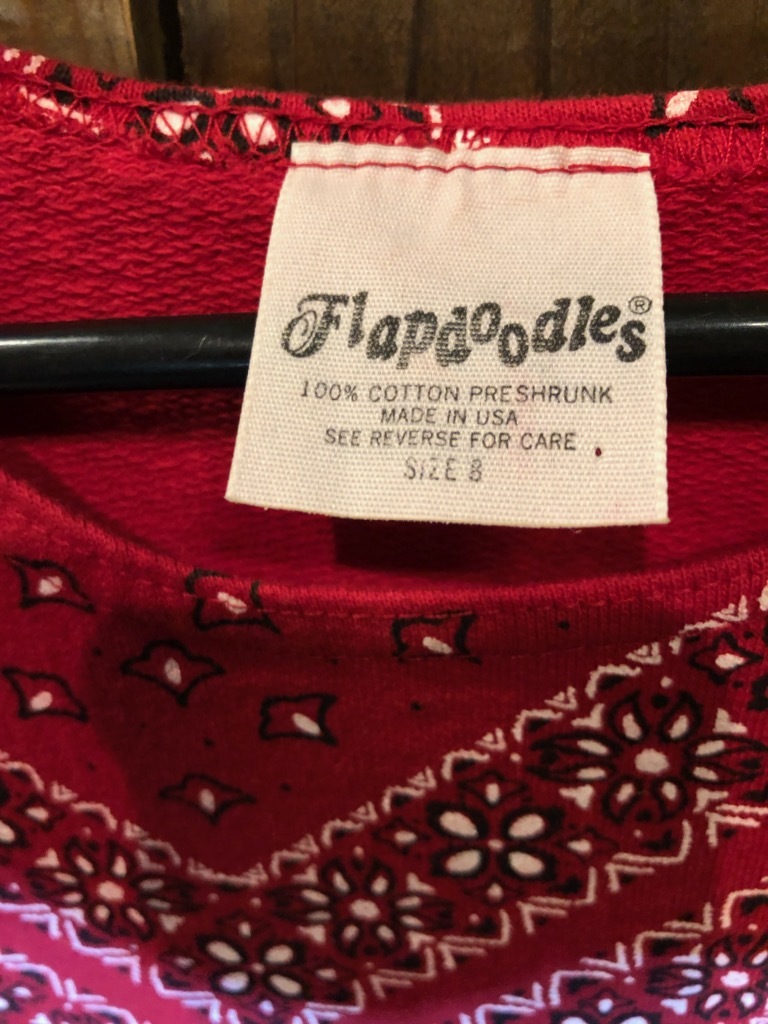 Flapdoodles®
100% COTTON PRESHRUNK
MADE IN USA
SEE REVERSE FOR CARE
SIZE 8